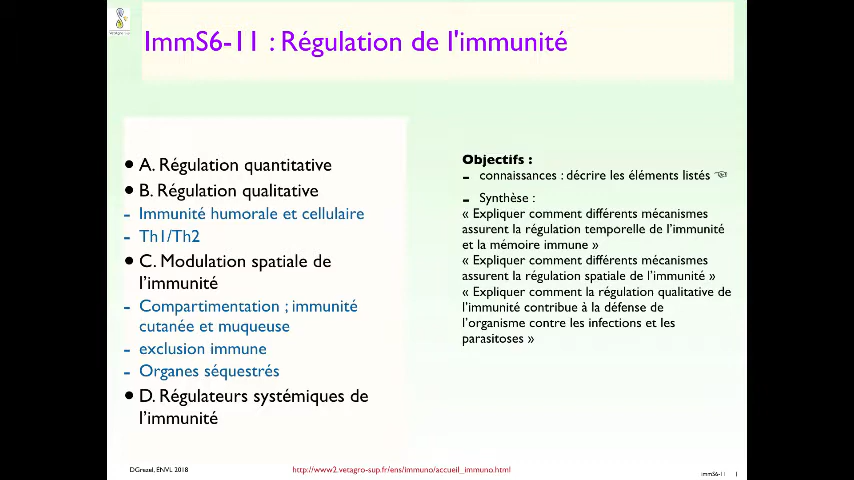 ImmS6-11 : Régulation de l'immunité
A. Régulation quantitative
B. Régulation qualitative
- Immunité humorale et cellulaire
- Th1/Th2
C. Modulation spatiale de
l’immunité
- Compartimentation ; immunité
cutanée et muqueuse
- exclusion immune
- Organes séquestrés
D. Régulateurs systémiques de
l’immunité
Objectifs :
- connaissances : décrire les éléments listés
- Synthèse :
« Expliquer comment différents mécanismes
assurent la régulation temporelle de l’immunité
et la mémoire immune »
« Expliquer comment différents mécanismes
assurent la régulation spatiale de l’immunité »
« Expliquer comment la régulation qualitative de
l’immunité contribue à la défense de
l’organisme contre les infections et les
parasitoses »
DGrezel, ENVL 2018
http://www2.vetagro-sup.fr/ens/immuno/accueil_immuno.html
ImmS6-11
1